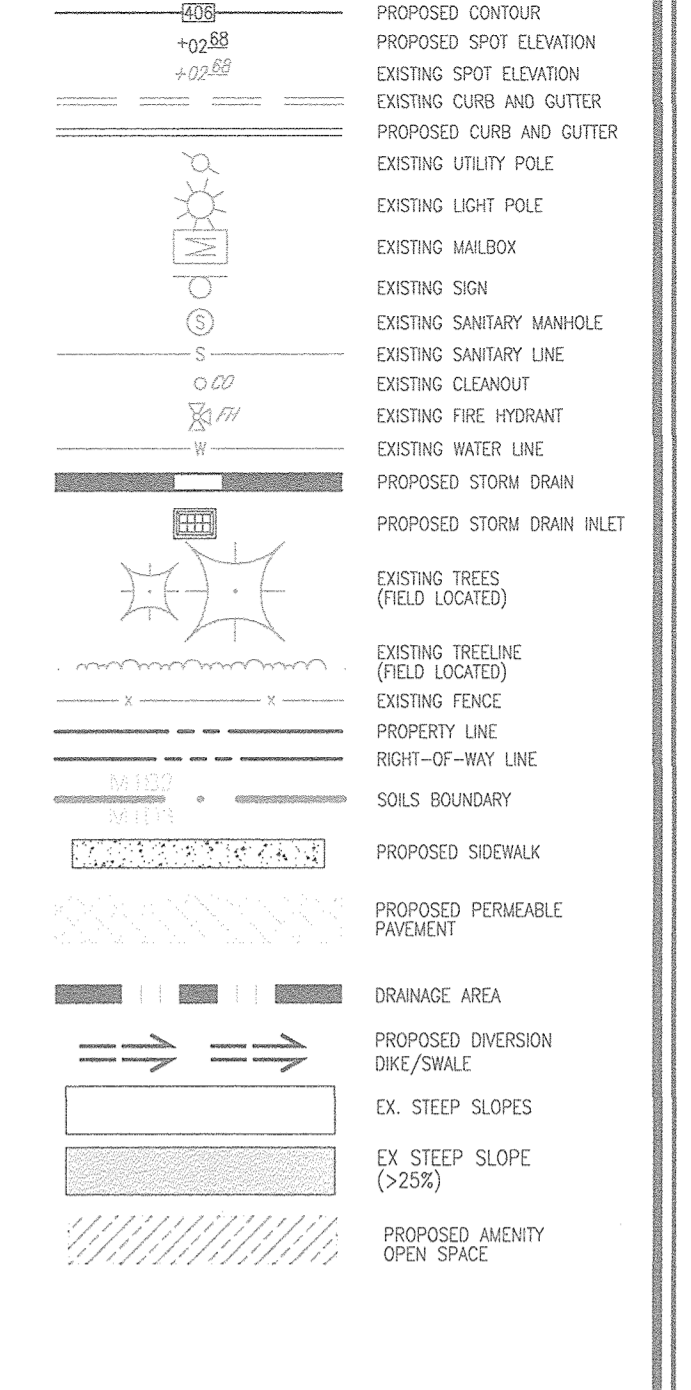 406 PROPOSED CONTOUR
+02 68 PROPOSED SPOT ELEVATION
+02 68 EXISTING SPOT ELEVATION
EXISTING CURB AND GUTTER
PROPOSED CURB AND GUTTER
EXISTING UTILITY POLE
EXISTING LIGHT POLE
M EXISTING MAILBOX
EXISTING SIGN
S EXISTING SANITARY MANHOLE
S EXISTING SANITARY LINE
CO EXISTING CLEANOUT
FH EXISTING FIRE HYDRANT
W EXISTING WATER LINE
PROPOSED STORM DRAIN
PROPOSED STORM DRAIN INLET
EXISTING TREES
(FIELD LOCATED)
EXISTING TREELINE
(FIELD LOCATED)
x x EXISTING FENCE
PROPERTY LINE
RIGHT-OF-WAY LINE
SOILS BOUNDARY
PROPOSED SIDEWALK
PROPOSED PERMEABLE
PAVEMENT
DRAINAGE AREA
PROPOSED DIVERSION
DIKE/SWALE
EX. STEEP SLOPES
EX STEEP SLOPE
(>25%)
PROPOSED AMENITY
OPEN SPACE